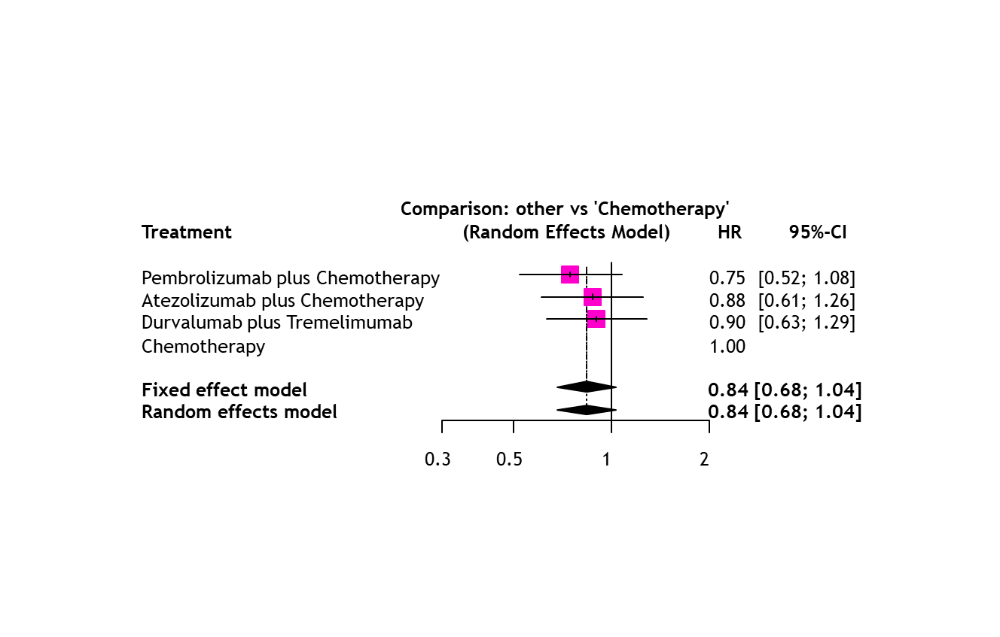 Comparison: other vs 'Chemotherapy'
Treatment (Random Effects Model) HR 95%-CI
Pembrolizumab plus Chemotherapy 0.75 [0.52; 1.08]
Atezolizumab plus Chemotherapy 0.88 [0.61; 1.26]
Durvalumab plus Tremelimumab 0.90 [0.63; 1.29]
Chemotherapy 1.00
Fixed effect model 0.84 [0.68; 1.04]
Random effects model 0.84 [0.68; 1.04]
0.3 0.5 1 2